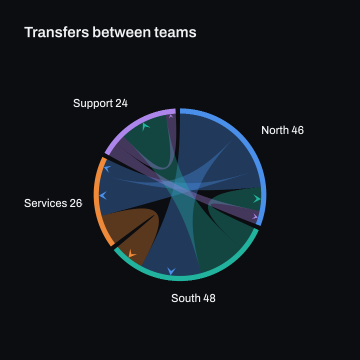 Transfers between teams
Support 24
North 46
Services 26
South 48